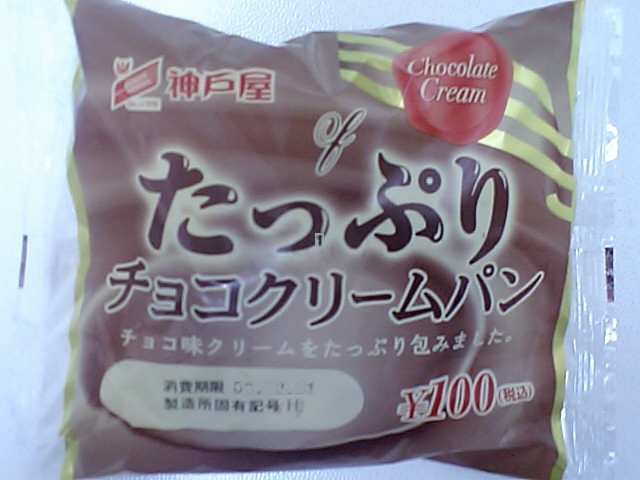 神戸屋
Chocolate
Cream
たっぷり
チョコクリームパン
チョコ味クリームをたっぷり包みました。
消費期限
製造所固有記号 H
¥100(税込)